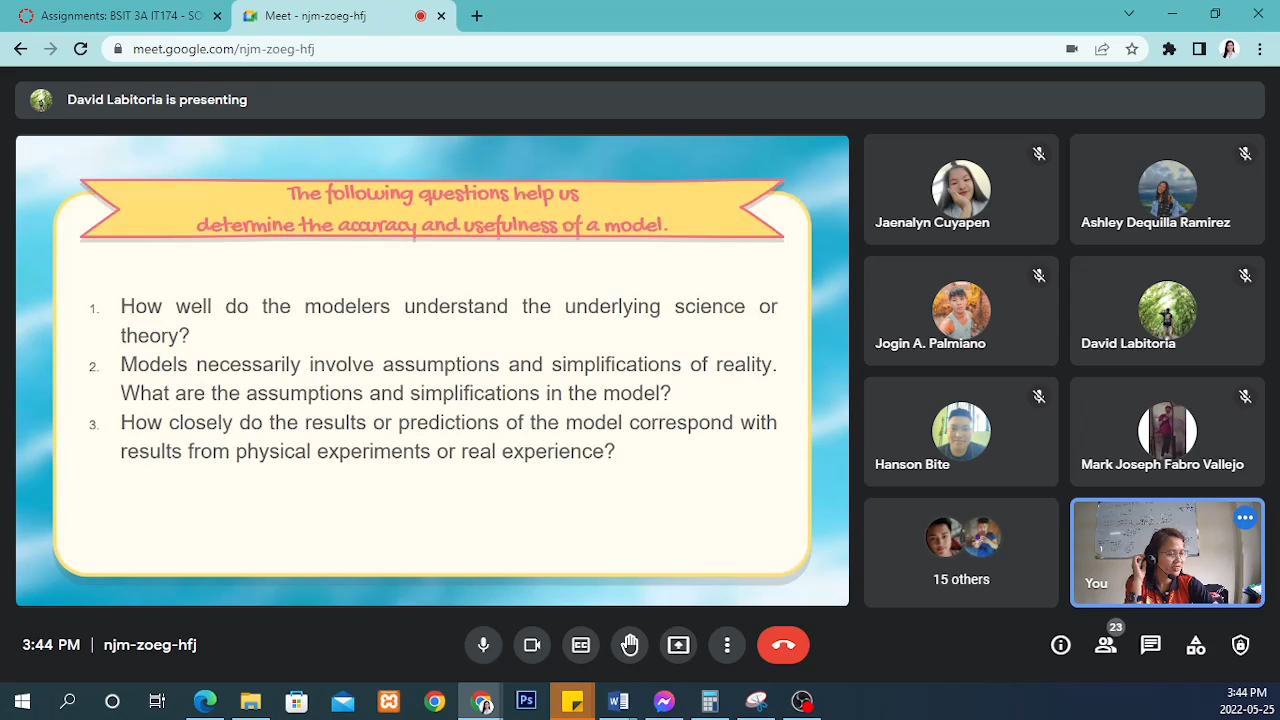 Assignments: BSIT 3A IT174 - SO
Meet - njm-zoeg-hfj
meet.google.com/njm-zoeg-hfj
David Labitoria is presenting
The following questions help us
determine the accuracy and usefulness of a model.
1. How well do the modelers understand the underlying science or
theory?
2. Models necessarily involve assumptions and simplifications of reality.
What are the assumptions and simplifications in the model?
3. How closely do the results or predictions of the model correspond with
results from physical experiments or real experience?
Jaenalyn Cuyapen
Ashley Dequilla Ramirez
Jogin A. Palmiano
David Labitoria
Hanson Bite
Mark Joseph Fabro Vallejo
15 others
You
3:44 PM | njm-zoeg-hfj
CC
23
Ps
W
3:44 PM
2022-05-25